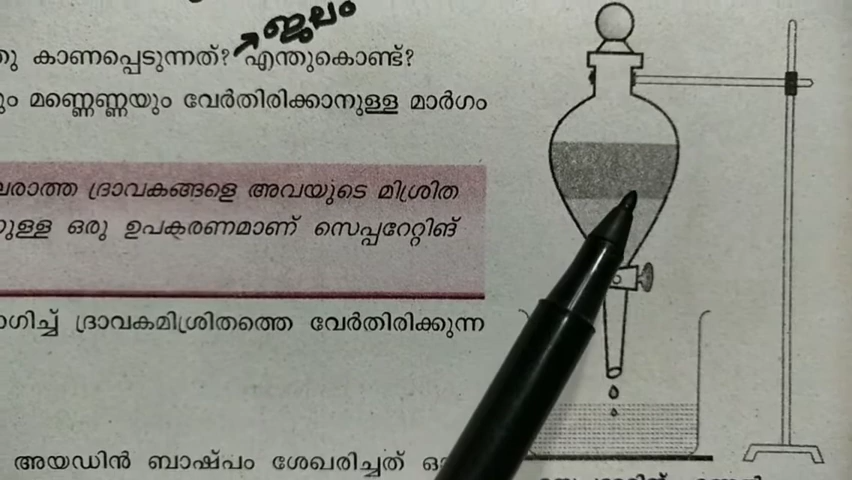 ജലം
കാണപ്പെടുന്നത്? എന്തുകൊണ്ട്?
മണ്ണെണ്ണയും വേർതിരിക്കാനുള്ള മാർഗം
ദ്രാവകങ്ങളെ അവയുടെ മിശ്രിത
ഒരു ഉപകരണമാണ് സെപ്പറേറ്റിങ്
ദ്രാവകമിശ്രിതത്തെ വേർതിരിക്കുന്ന
അയഡിൻ ബാഷ്പം ശേഖരിച്ചത്